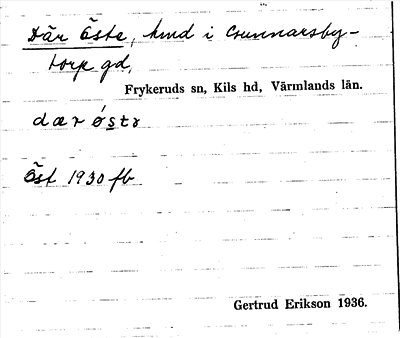 Där Öste, hmd i Gunnarsby-
torp gd,
Frykeruds sn, Kils hd, Värmlands län.
dær östɤ
Öst 1930 fb
Gertrud Erikson 1936.